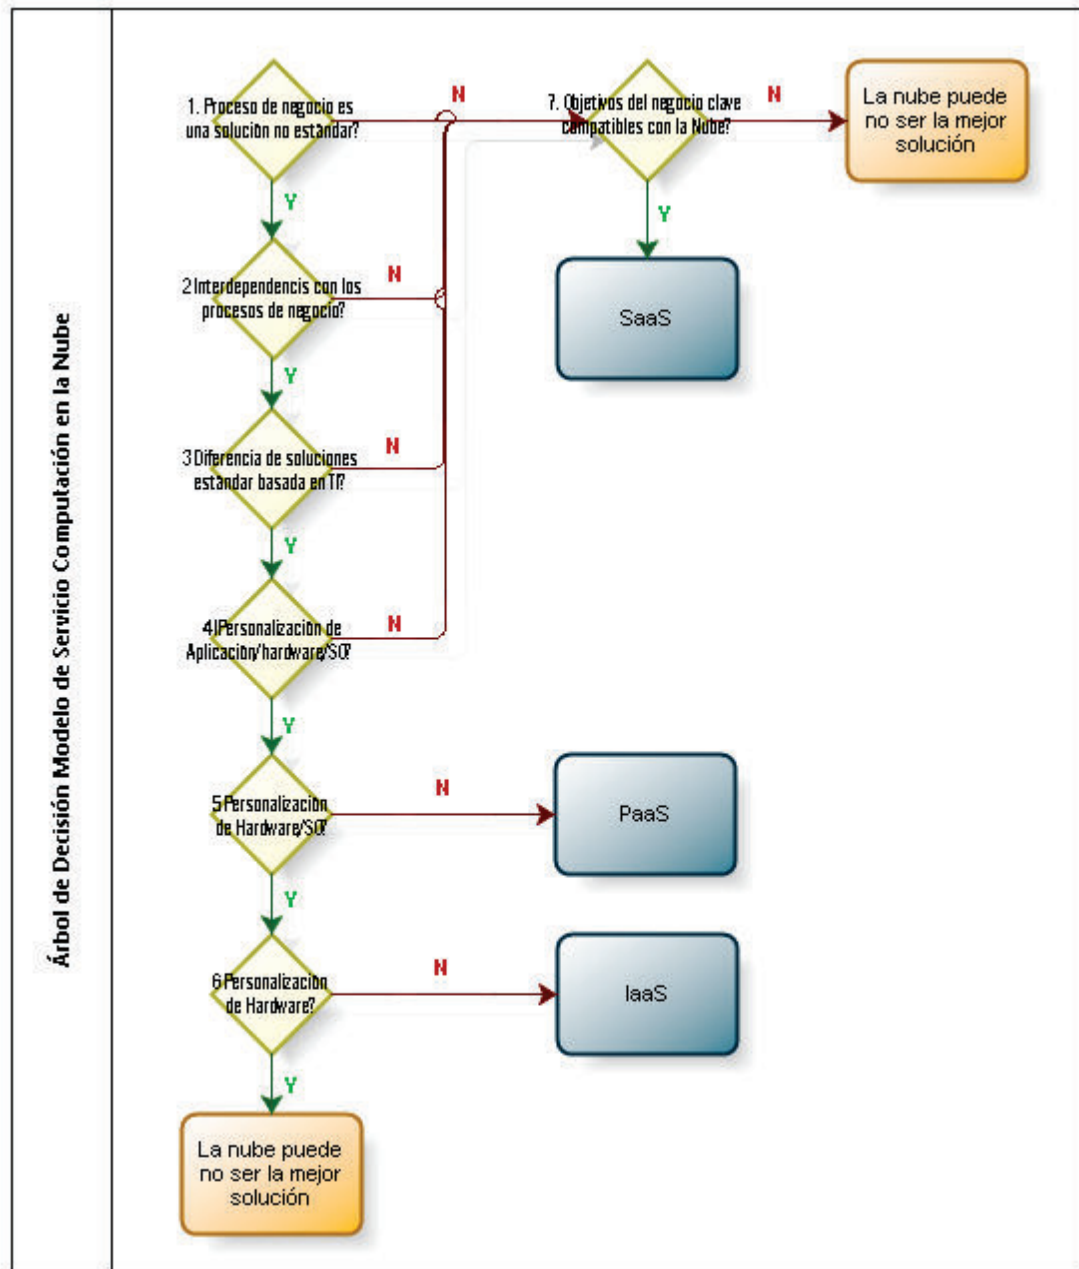 Árbol de Decisión Modelo de Servicio Computación en la Nube
1. Proceso de negocio es
una solución no estándar?
N
7. Objetivos del negocio clave
compatibles con la Nube?
N
La nube puede
no ser la mejor
solución
Y
Y
SaaS
2 Interdependencis con los
procesos de negocio?
N
Y
3 Diferencia de soluciones
estándar basada en TI?
N
Y
4 IPersonalización de
Aplicación/hardware/SO?
N
Y
5 Personalización
de Hardware/SO?
N
PaaS
Y
6 Personalización
de Hardware?
N
IaaS
Y
La nube puede
no ser la mejor
solución